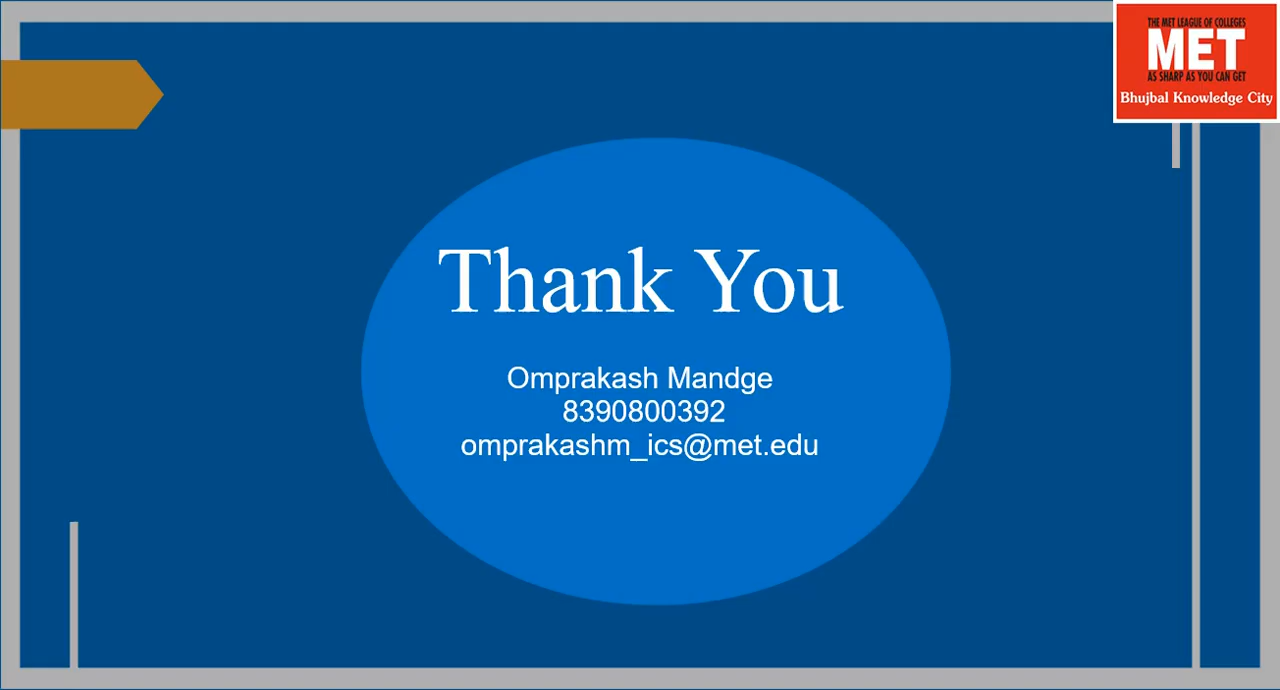 THE MET LEAGUE OF COLLEGES
MET
AS SHARP AS YOU CAN GET
Bhujbal Knowledge City
Thank You
Omprakash Mandge
8390800392
omprakashm_ics@met.edu